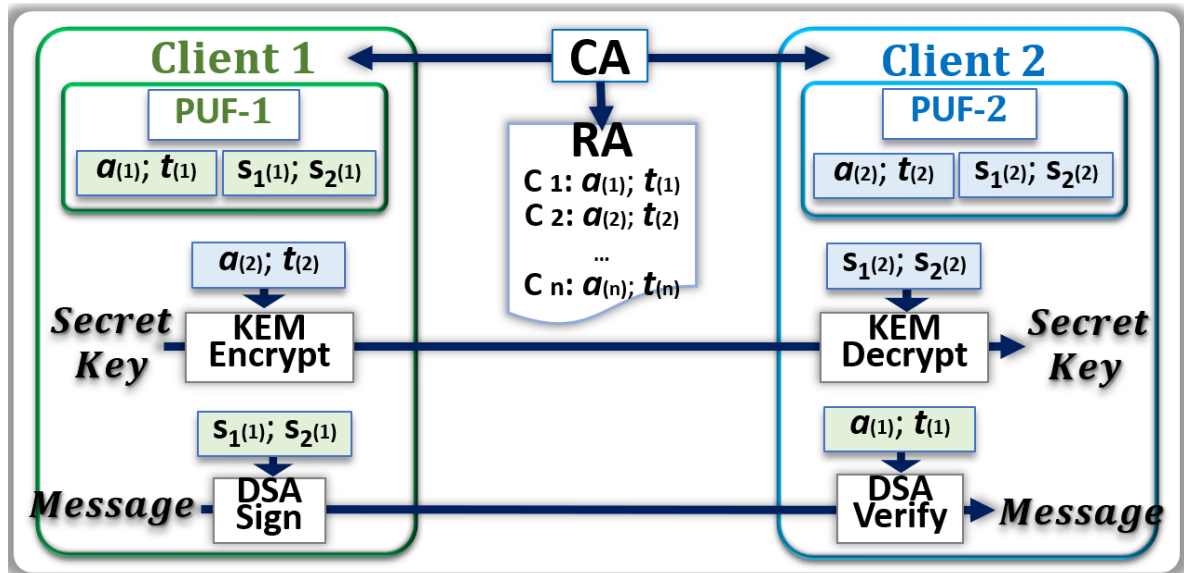 Client 1
CA
Client 2
PUF-1
a(1); t(1)
s1(1); s2(1)
RA
C 1: a(1); t(1)
C 2: a(2); t(2)
...
C n: a(n); t(n)
PUF-2
a(2); t(2)
s1(2); s2(2)
a(2); t(2)
s1(2); s2(2)
Secret
Key
KEM
Encrypt
KEM
Decrypt
Secret
Key
s1(1); s2(1)
a(1); t(1)
Message
DSA
Sign
DSA
Verify
Message